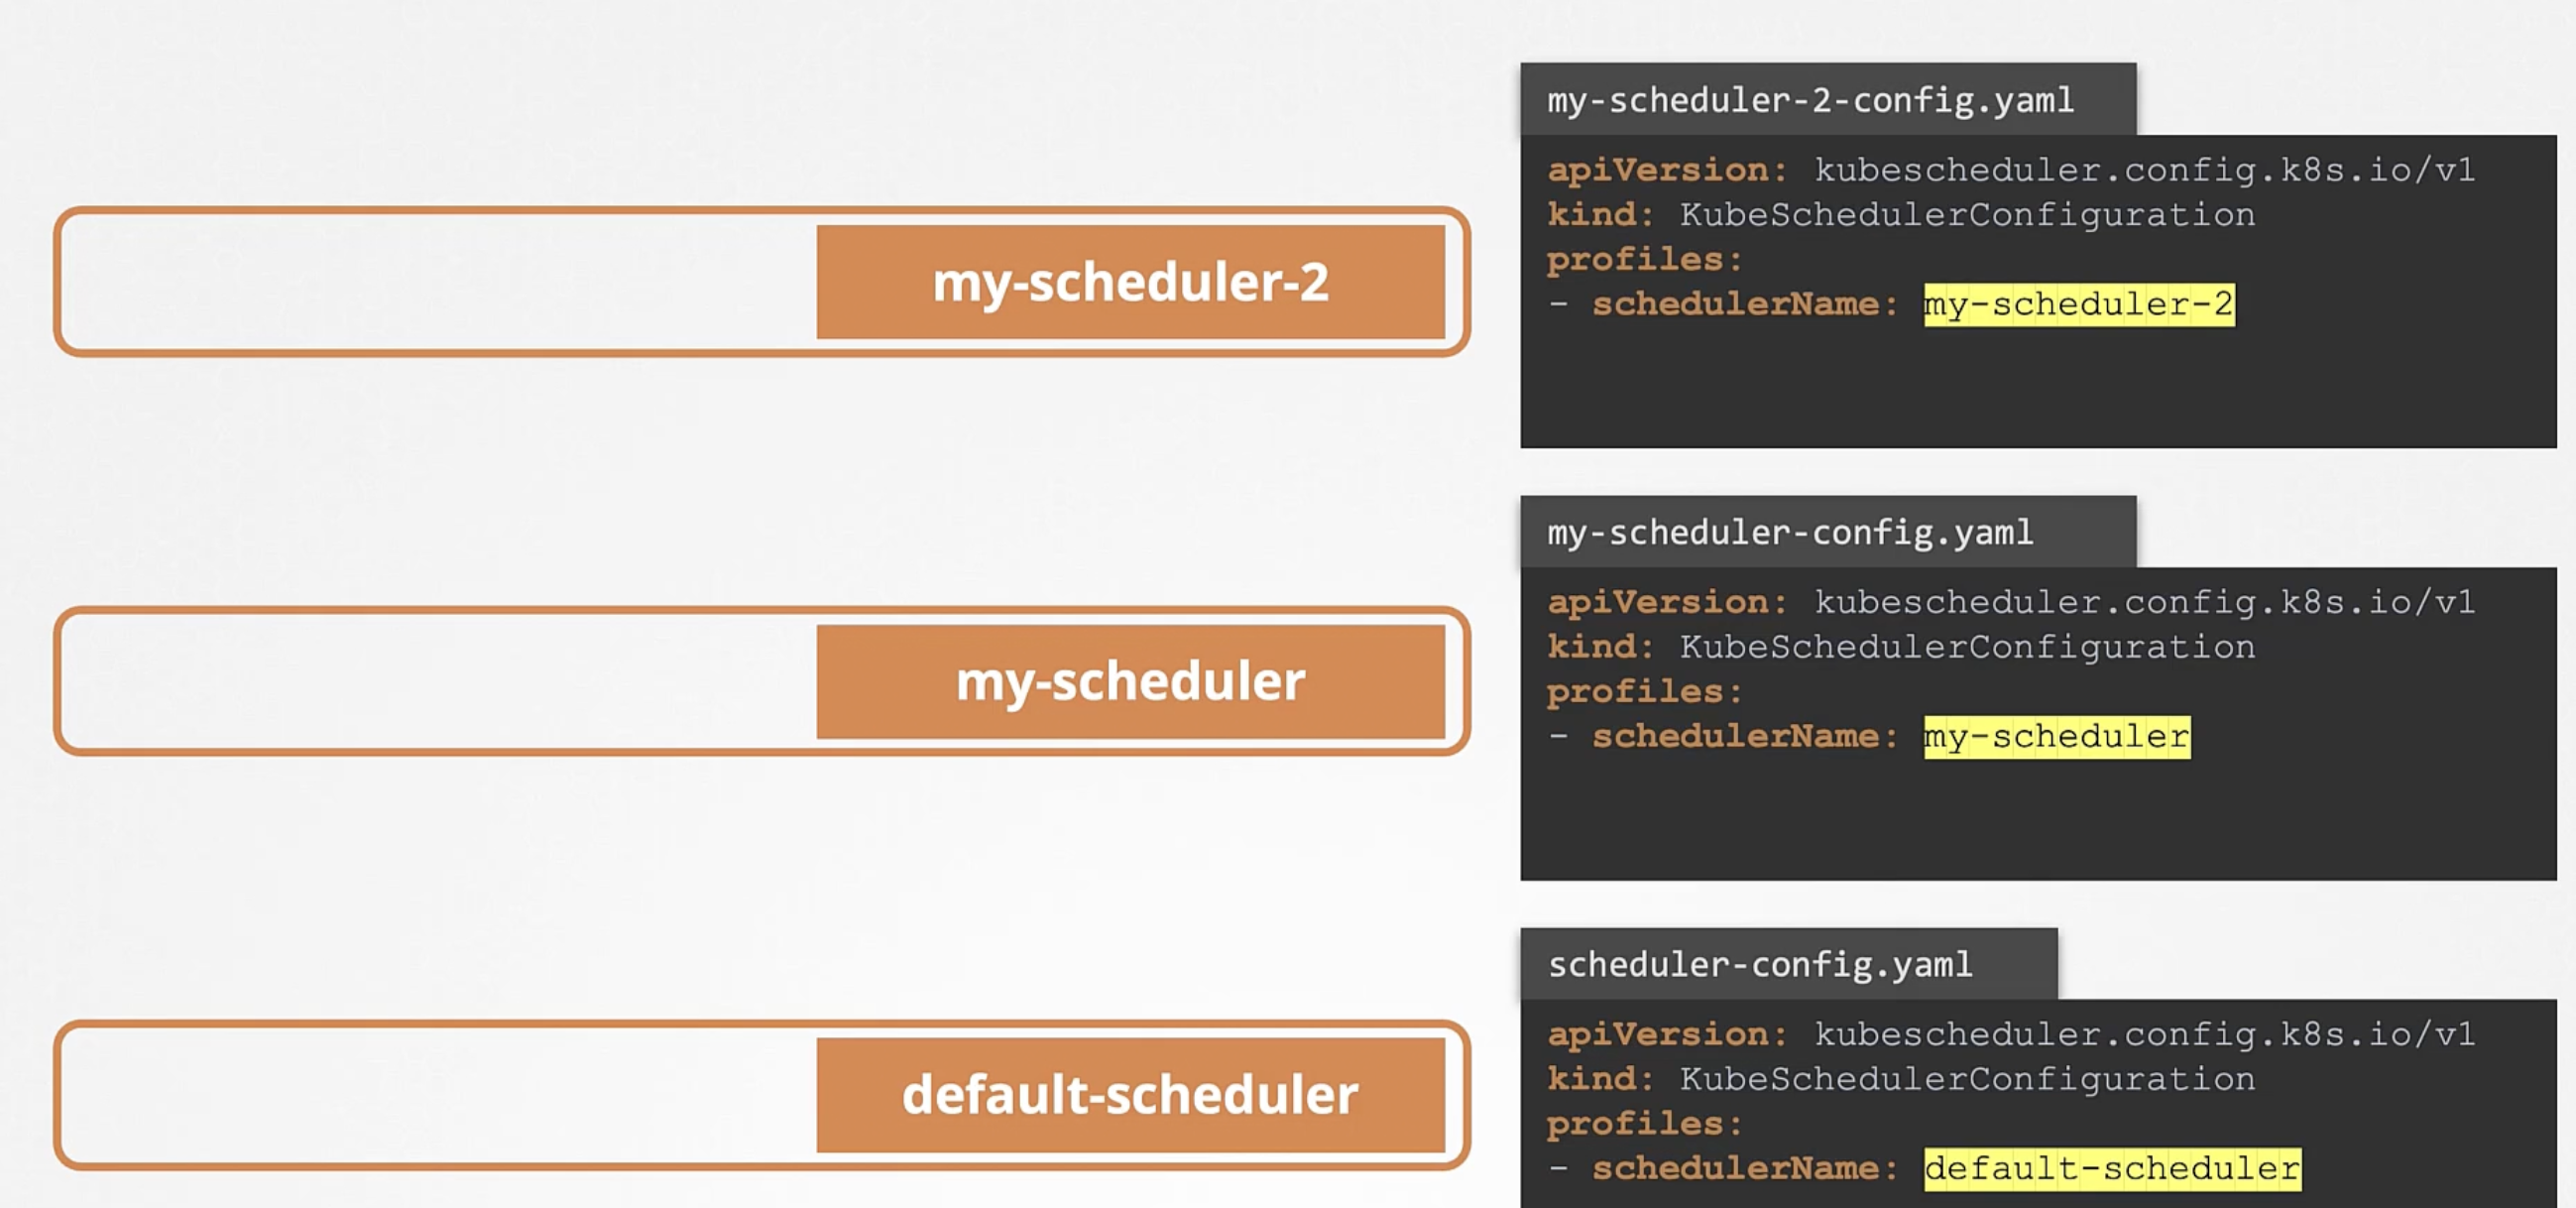 my-scheduler-2-config.yaml
apiVersion: kubescheduler.config.k8s.io/v1
kind: KubeSchedulerConfiguration
profiles:
- schedulerName: my-scheduler-2
my-scheduler-2
my-scheduler-config.yaml
apiVersion: kubescheduler.config.k8s.io/v1
kind: KubeSchedulerConfiguration
profiles:
- schedulerName: my-scheduler
my-scheduler
scheduler-config.yaml
apiVersion: kubescheduler.config.k8s.io/v1
kind: KubeSchedulerConfiguration
profiles:
- schedulerName: default-scheduler
default-scheduler